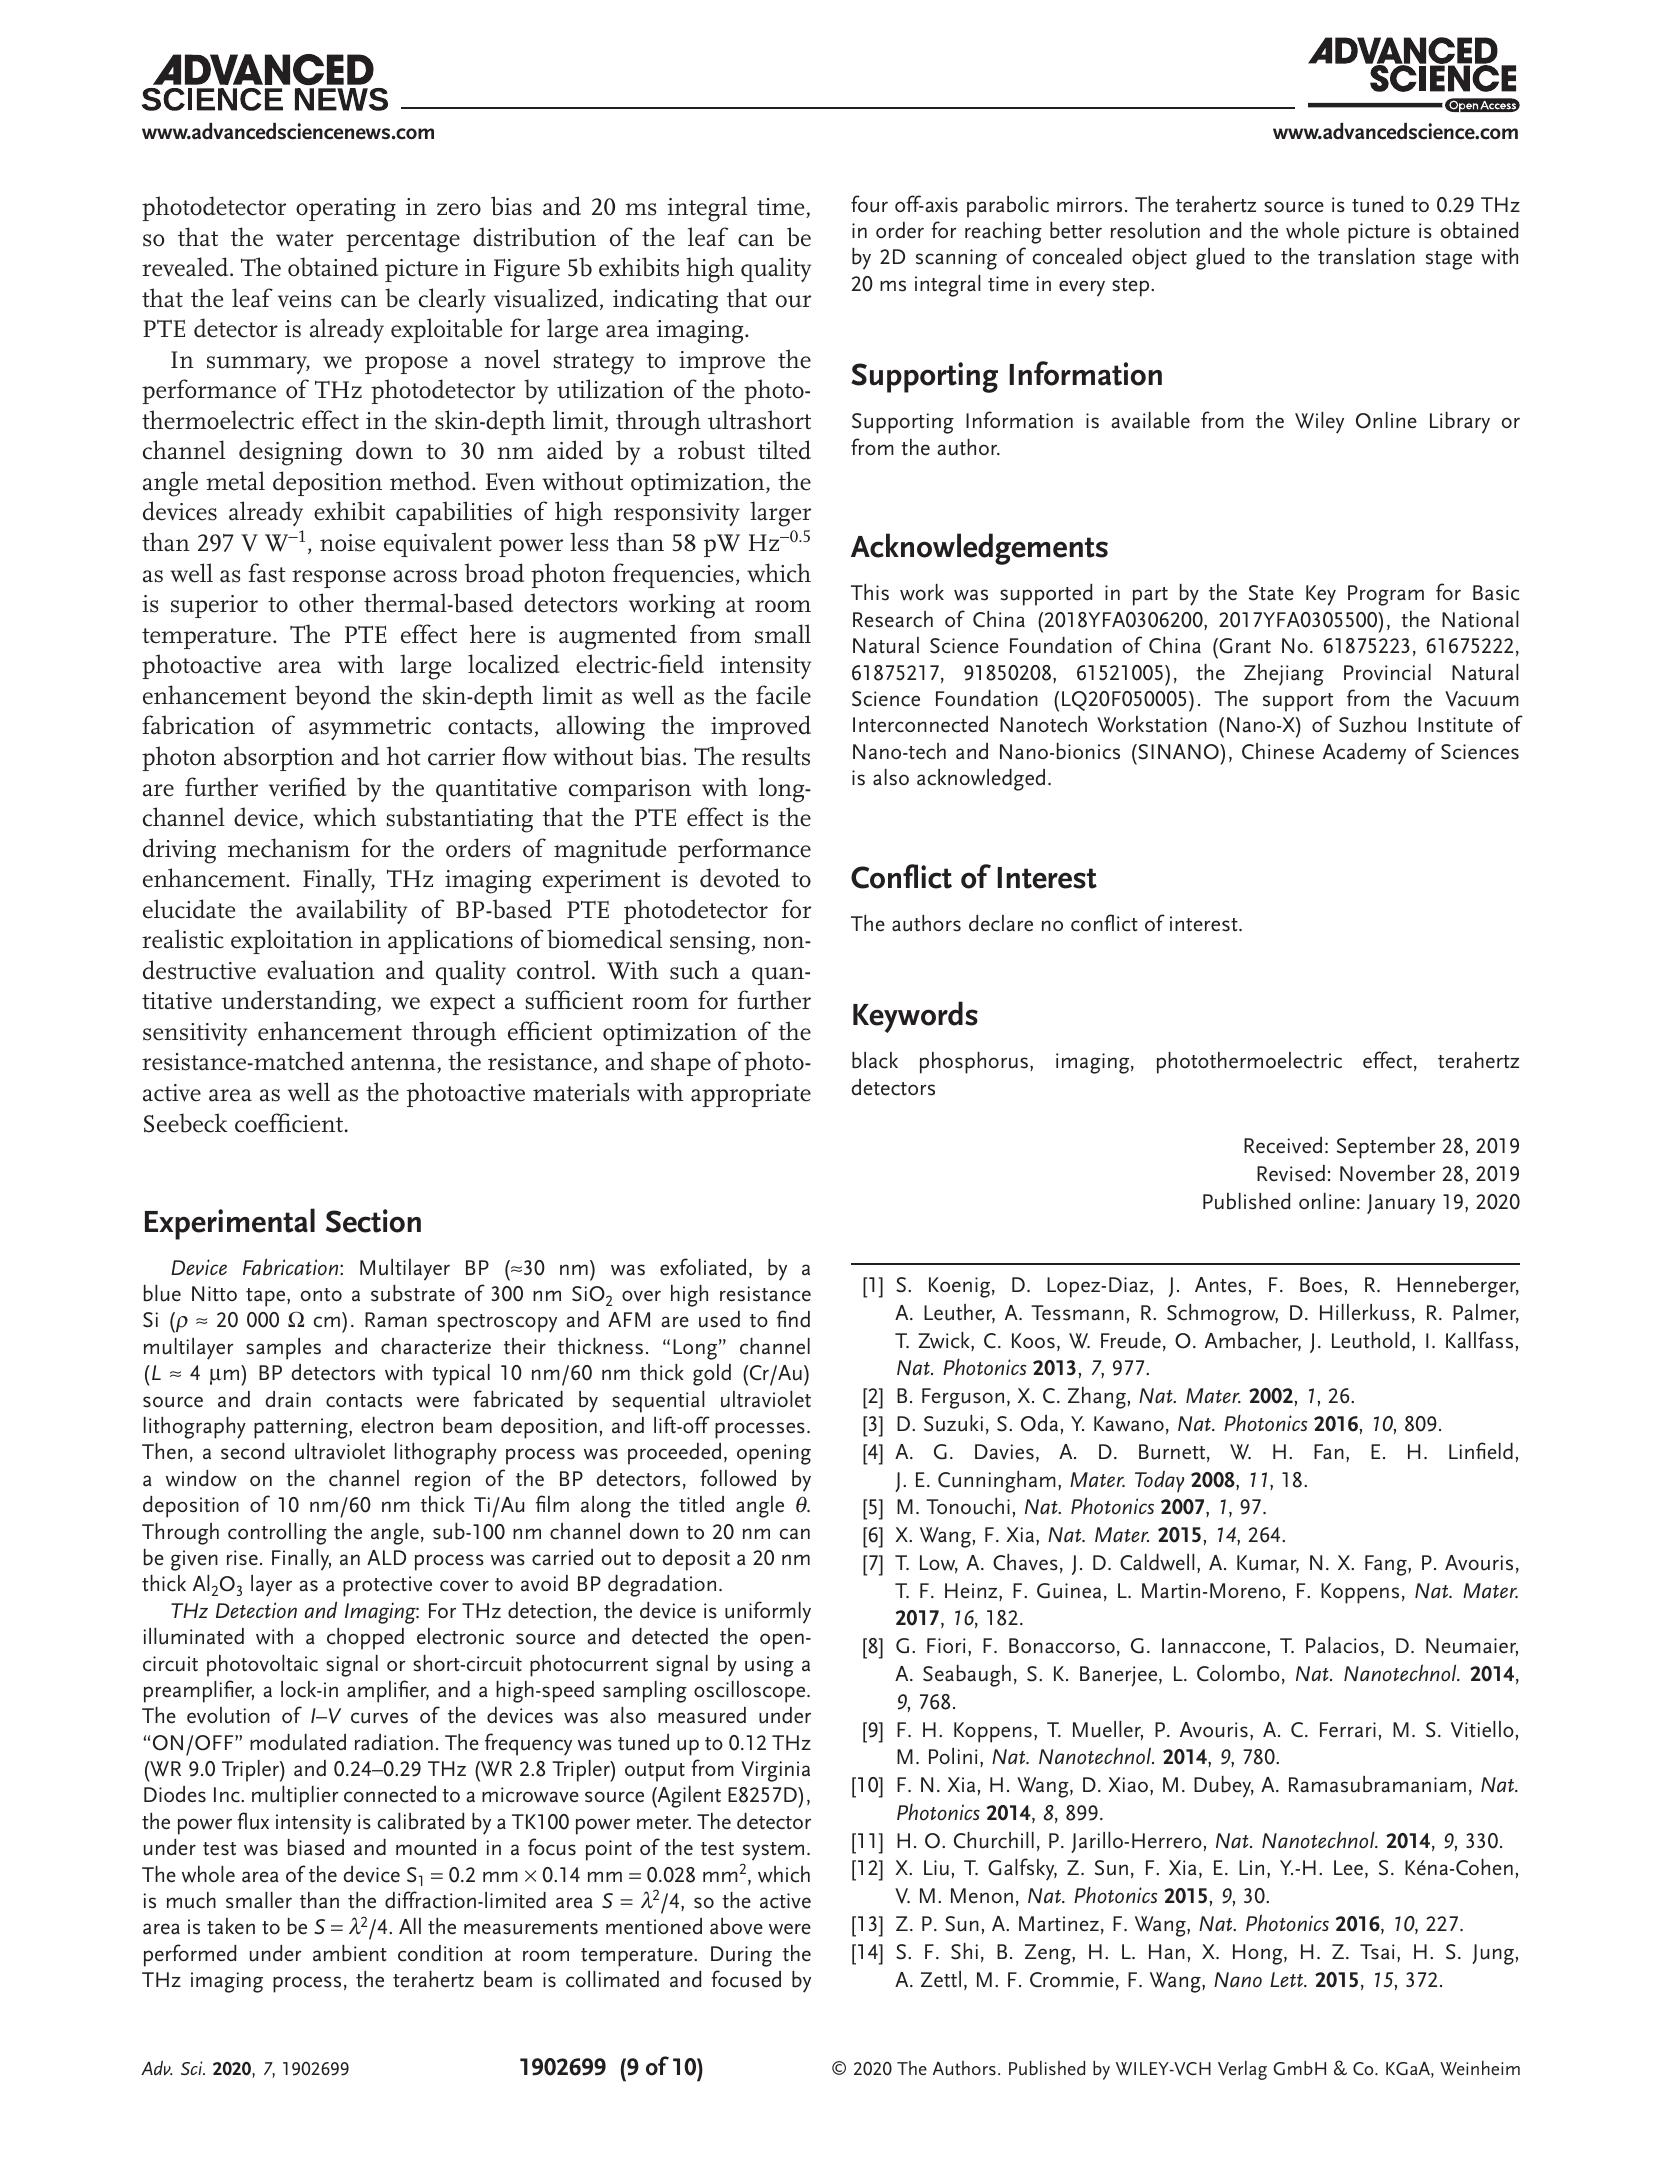 ADVANCED
SCIENCE NEWS
www.advancedsciencenews.com
ADVANCED
SCIENCE
Open Access
www.advancedscience.com
photodetector operating in zero bias and 20 ms integral time,
so that the water percentage distribution of the leaf can be
revealed. The obtained picture in Figure 5b exhibits high quality
that the leaf veins can be clearly visualized, indicating that our
PTE detector is already exploitable for large area imaging.
In summary, we propose a novel strategy to improve the
performance of THz photodetector by utilization of the photo-
thermoelectric effect in the skin-depth limit, through ultrashort
channel designing down to 30 nm aided by a robust tilted
angle metal deposition method. Even without optimization, the
devices already exhibit capabilities of high responsivity larger
than 297 V W⁻¹, noise equivalent power less than 58 pW Hz⁻⁰·⁵
as well as fast response across broad photon frequencies, which
is superior to other thermal-based detectors working at room
temperature. The PTE effect here is augmented from small
photoactive area with large localized electric-field intensity
enhancement beyond the skin-depth limit as well as the facile
fabrication of asymmetric contacts, allowing the improved
photon absorption and hot carrier flow without bias. The results
are further verified by the quantitative comparison with long-
channel device, which substantiating that the PTE effect is the
driving mechanism for the orders of magnitude performance
enhancement. Finally, THz imaging experiment is devoted to
elucidate the availability of BP-based PTE photodetector for
realistic exploitation in applications of biomedical sensing, non-
destructive evaluation and quality control. With such a quan-
titative understanding, we expect a sufficient room for further
sensitivity enhancement through efficient optimization of the
resistance-matched antenna, the resistance, and shape of photo-
active area as well as the photoactive materials with appropriate
Seebeck coefficient.
Experimental Section
Device Fabrication: Multilayer BP (≈30 nm) was exfoliated, by a
blue Nitto tape, onto a substrate of 300 nm SiO₂ over high resistance
Si (ρ ≈ 20 000 Ω cm). Raman spectroscopy and AFM are used to find
multilayer samples and characterize their thickness. “Long” channel
(L ≈ 4 μm) BP detectors with typical 10 nm/60 nm thick gold (Cr/Au)
source and drain contacts were fabricated by sequential ultraviolet
lithography patterning, electron beam deposition, and lift-off processes.
Then, a second ultraviolet lithography process was proceeded, opening
a window on the channel region of the BP detectors, followed by
deposition of 10 nm/60 nm thick Ti/Au film along the titled angle θ.
Through controlling the angle, sub-100 nm channel down to 20 nm can
be given rise. Finally, an ALD process was carried out to deposit a 20 nm
thick Al₂O₃ layer as a protective cover to avoid BP degradation.
THz Detection and Imaging: For THz detection, the device is uniformly
illuminated with a chopped electronic source and detected the open-
circuit photovoltaic signal or short-circuit photocurrent signal by using a
preamplifier, a lock-in amplifier, and a high-speed sampling oscilloscope.
The evolution of I–V curves of the devices was also measured under
“ON/OFF” modulated radiation. The frequency was tuned up to 0.12 THz
(WR 9.0 Tripler) and 0.24–0.29 THz (WR 2.8 Tripler) output from Virginia
Diodes Inc. multiplier connected to a microwave source (Agilent E8257D),
the power flux intensity is calibrated by a TK100 power meter. The detector
under test was biased and mounted in a focus point of the test system.
The whole area of the device S₁ = 0.2 mm × 0.14 mm = 0.028 mm², which
is much smaller than the diffraction-limited area S = λ²/4, so the active
area is taken to be S = λ²/4. All the measurements mentioned above were
performed under ambient condition at room temperature. During the
THz imaging process, the terahertz beam is collimated and focused by
four off-axis parabolic mirrors. The terahertz source is tuned to 0.29 THz
in order for reaching better resolution and the whole picture is obtained
by 2D scanning of concealed object glued to the translation stage with
20 ms integral time in every step.
Supporting Information
Supporting Information is available from the Wiley Online Library or
from the author.
Acknowledgements
This work was supported in part by the State Key Program for Basic
Research of China (2018YFA0306200, 2017YFA0305500), the National
Natural Science Foundation of China (Grant No. 61875223, 61675222,
61875217, 91850208, 61521005), the Zhejiang Provincial Natural
Science Foundation (LQ20F050005). The support from the Vacuum
Interconnected Nanotech Workstation (Nano-X) of Suzhou Institute of
Nano-tech and Nano-bionics (SINANO), Chinese Academy of Sciences
is also acknowledged.
Conflict of Interest
The authors declare no conflict of interest.
Keywords
black phosphorus, imaging, photothermoelectric effect, terahertz
detectors
Received: September 28, 2019
Revised: November 28, 2019
Published online: January 19, 2020
[1] S. Koenig, D. Lopez-Diaz, J. Antes, F. Boes, R. Henneberger,
A. Leuther, A. Tessmann, R. Schmogrow, D. Hillerkuss, R. Palmer,
T. Zwick, C. Koos, W. Freude, O. Ambacher, J. Leuthold, I. Kallfass,
Nat. Photonics 2013, 7, 977.
[2] B. Ferguson, X. C. Zhang, Nat. Mater. 2002, 1, 26.
[3] D. Suzuki, S. Oda, Y. Kawano, Nat. Photonics 2016, 10, 809.
[4] A. G. Davies, A. D. Burnett, W. H. Fan, E. H. Linfield,
J. E. Cunningham, Mater. Today 2008, 11, 18.
[5] M. Tonouchi, Nat. Photonics 2007, 1, 97.
[6] X. Wang, F. Xia, Nat. Mater. 2015, 14, 264.
[7] T. Low, A. Chaves, J. D. Caldwell, A. Kumar, N. X. Fang, P. Avouris,
T. F. Heinz, F. Guinea, L. Martin-Moreno, F. Koppens, Nat. Mater.
2017, 16, 182.
[8] G. Fiori, F. Bonaccorso, G. Iannaccone, T. Palacios, D. Neumaier,
A. Seabaugh, S. K. Banerjee, L. Colombo, Nat. Nanotechnol. 2014,
9, 768.
[9] F. H. Koppens, T. Mueller, P. Avouris, A. C. Ferrari, M. S. Vitiello,
M. Polini, Nat. Nanotechnol. 2014, 9, 780.
[10] F. N. Xia, H. Wang, D. Xiao, M. Dubey, A. Ramasubramaniam, Nat.
Photonics 2014, 8, 899.
[11] H. O. Churchill, P. Jarillo-Herrero, Nat. Nanotechnol. 2014, 9, 330.
[12] X. Liu, T. Galfsky, Z. Sun, F. Xia, E. Lin, Y.-H. Lee, S. Kéna-Cohen,
V. M. Menon, Nat. Photonics 2015, 9, 30.
[13] Z. P. Sun, A. Martinez, F. Wang, Nat. Photonics 2016, 10, 227.
[14] S. F. Shi, B. Zeng, H. L. Han, X. Hong, H. Z. Tsai, H. S. Jung,
A. Zettl, M. F. Crommie, F. Wang, Nano Lett. 2015, 15, 372.
Adv. Sci. 2020, 7, 1902699
1902699 (9 of 10)
© 2020 The Authors. Published by WILEY-VCH Verlag GmbH & Co. KGaA, Weinheim